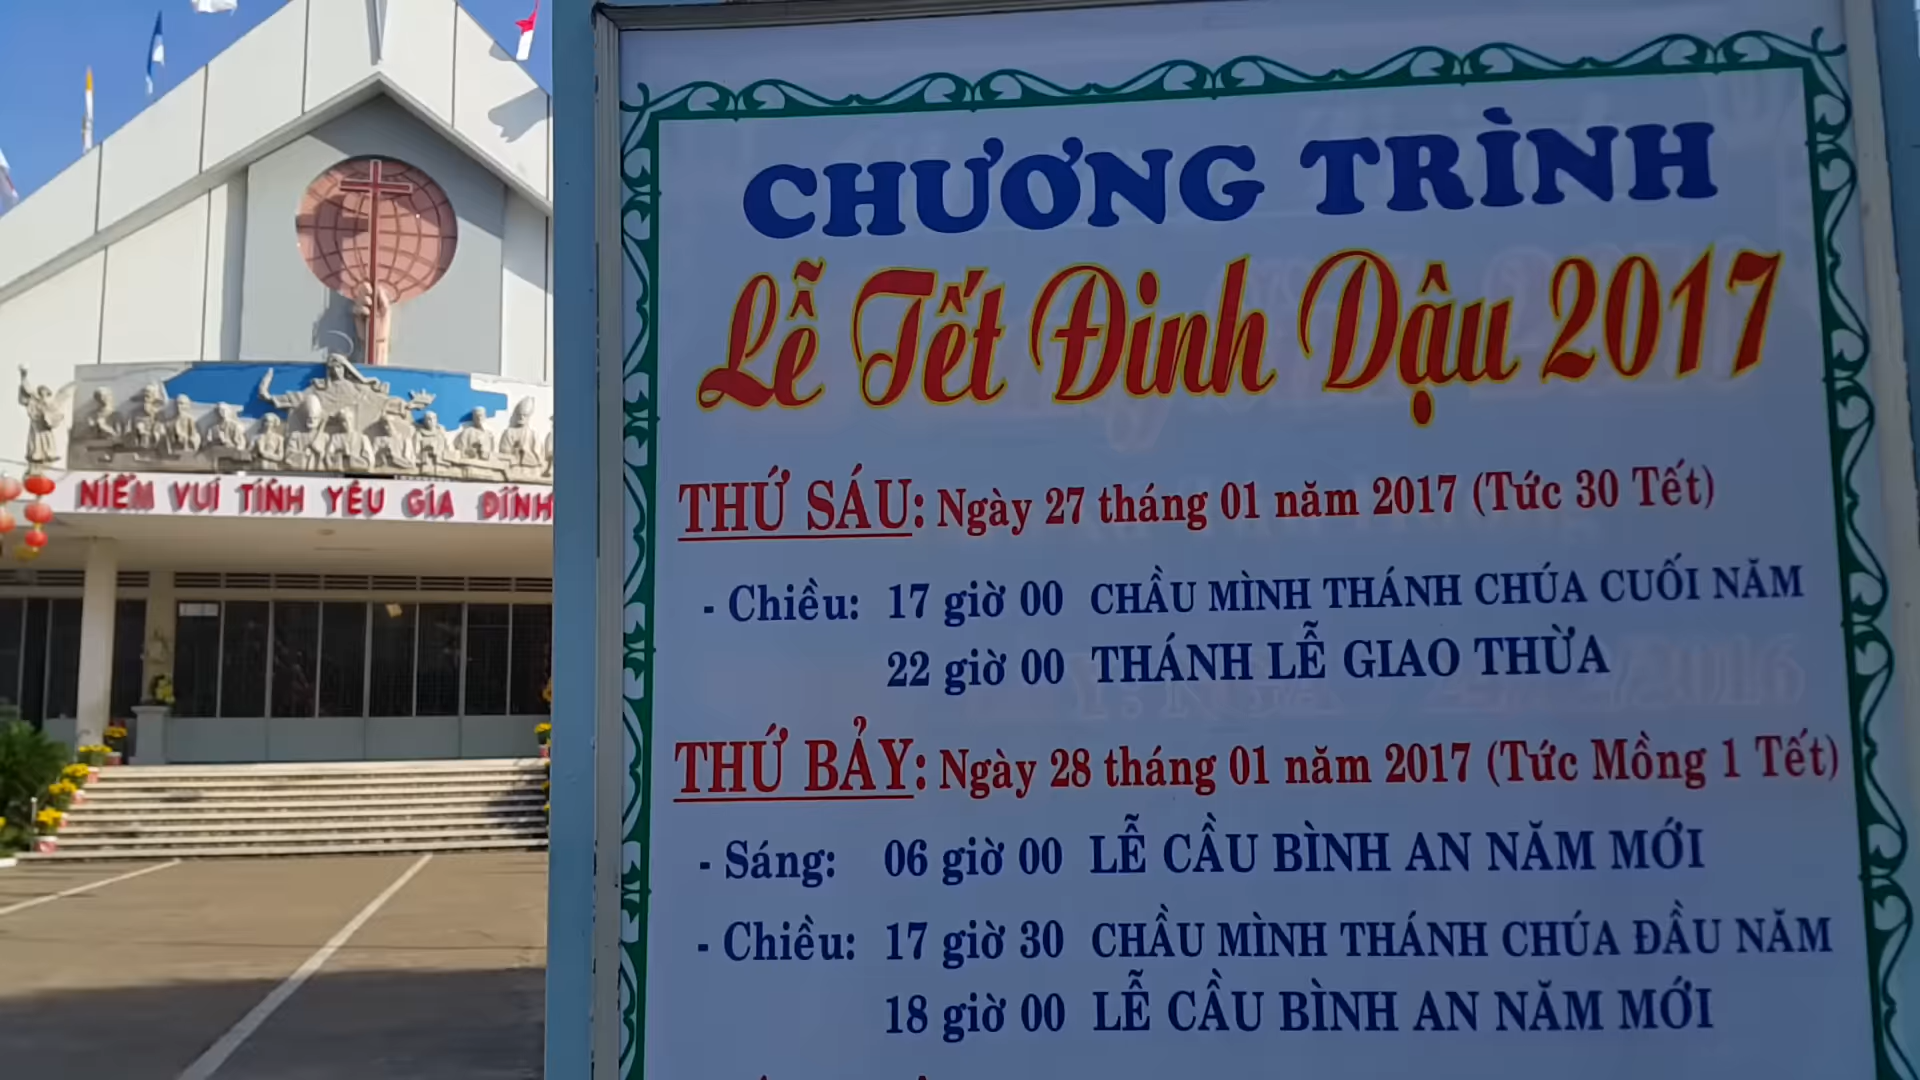 CHƯƠNG TRÌNH
Lễ Tết Đinh Dậu 2017
THỨ SÁU: Ngày 27 tháng 01 năm 2017 (Tức 30 Tết)
- Chiều: 17 giờ 00 CHẦU MÌNH THÁNH CHÚA CUỐI NĂM
22 giờ 00 THÁNH LỄ GIAO THỪA
THỨ BẢY: Ngày 28 tháng 01 năm 2017 (Tức Mồng 1 Tết)
- Sáng: 06 giờ 00 LỄ CẦU BÌNH AN NĂM MỚI
- Chiều: 17 giờ 30 CHẦU MÌNH THÁNH CHÚA ĐẦU NĂM
18 giờ 00 LỄ CẦU BÌNH AN NĂM MỚI
NIỀM VUI TÌNH YÊU GIA ĐÌNH